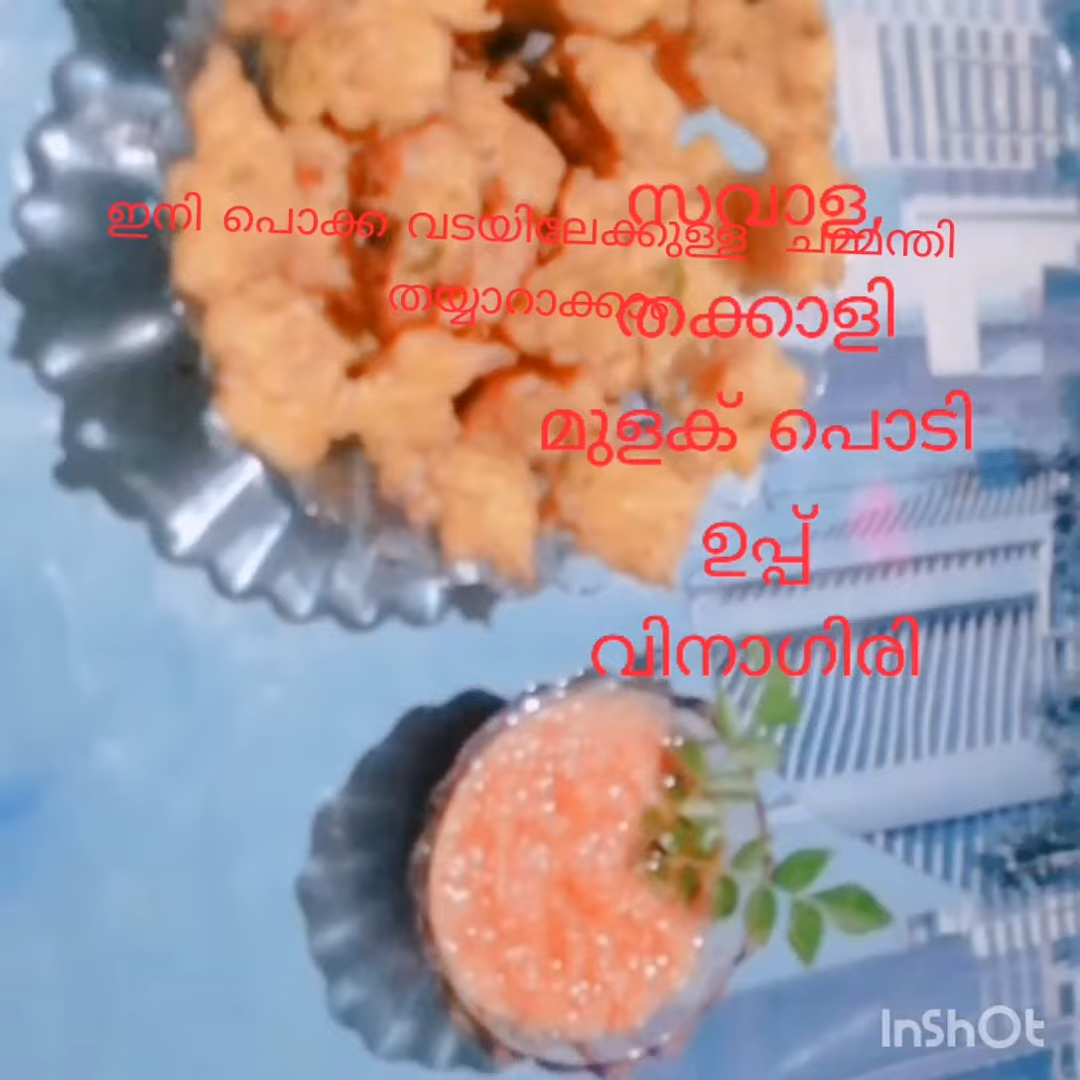 ഇനി പൊക്ക വടയിലേക്കുള്ള ചമ്മന്തി
തയ്യാറാക്കാം
സവാള,
തക്കാളി
മുളക് പൊടി
ഉപ്പ്
വിനാഗിരി
InShOt